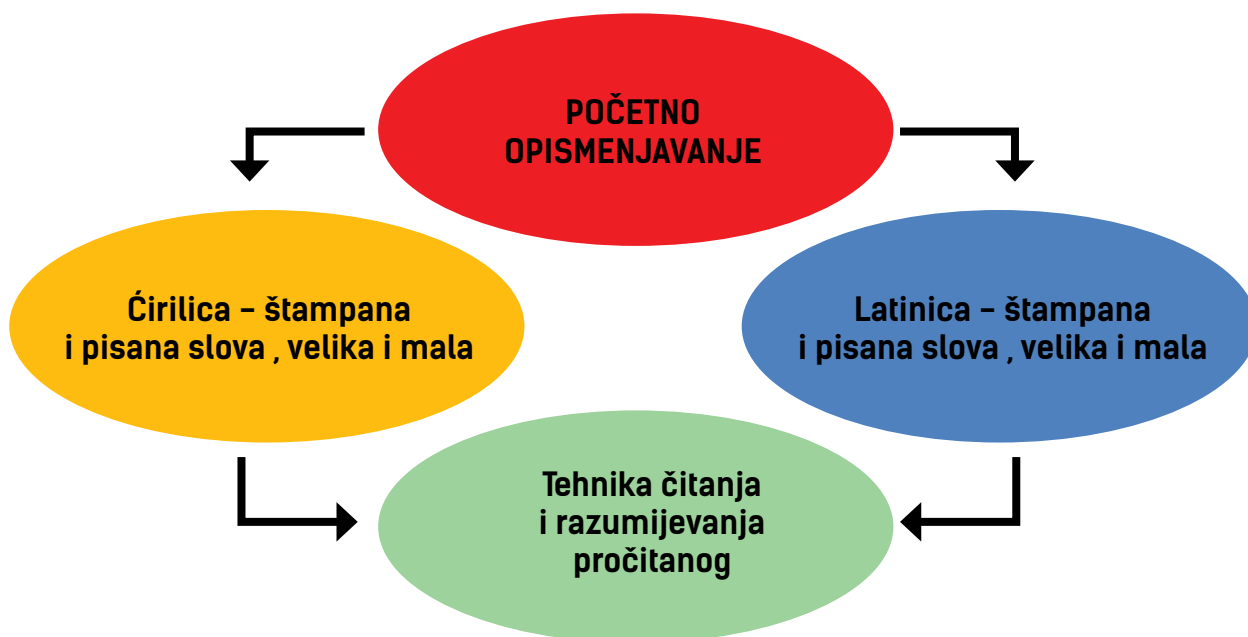 POČETNO
OPISMENJAVANJE
Ćirilica – štampana
i pisana slova , velika i mala
Latinica – štampana
i pisana slova , velika i mala
Tehnika čitanja
i razumijevanja
pročitanog